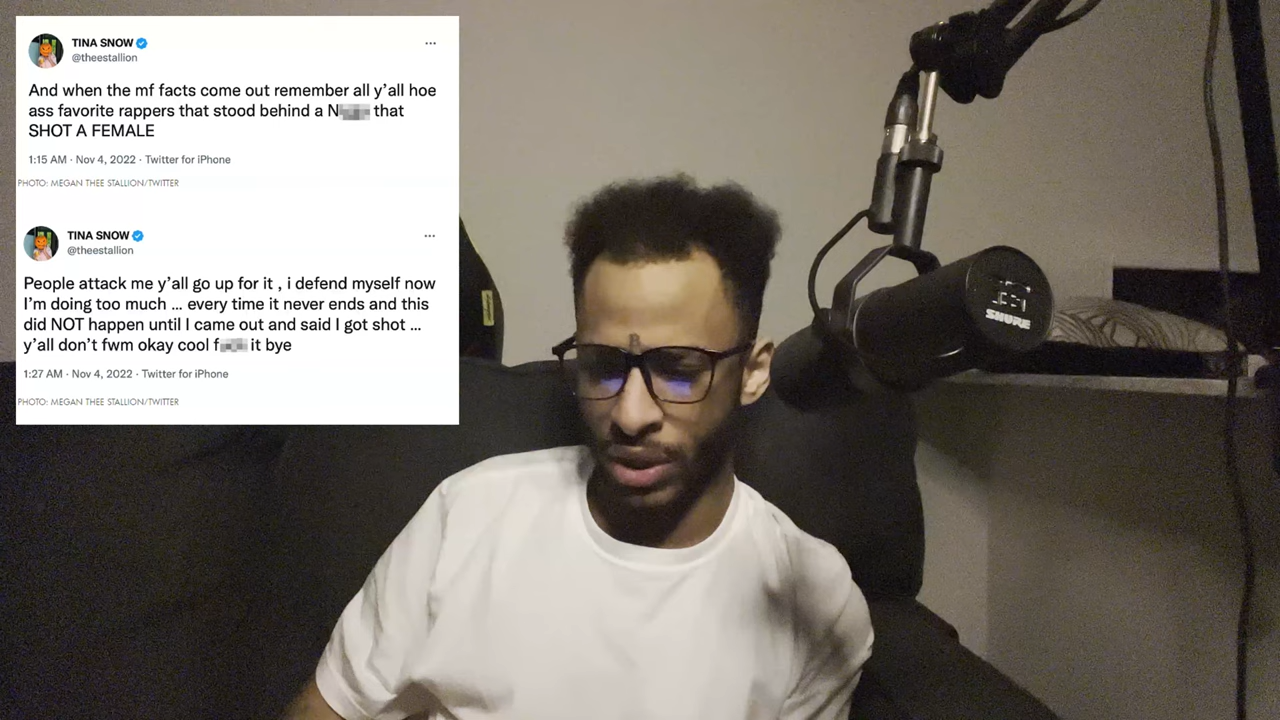 TINA SNOW
@theestallion
And when the mf facts come out remember all y'all hoe
ass favorite rappers that stood behind a N that
SHOT A FEMALE
1:15 AM · Nov 4, 2022 · Twitter for iPhone
PHOTO: MEGAN THEE STALLION/TWITTER
TINA SNOW
@theestallion
People attack me y'all go up for it , i defend myself now
I'm doing too much ... every time it never ends and this
did NOT happen until I came out and said I got shot ...
y'all don't fwm okay cool f it bye
1:27 AM · Nov 4, 2022 · Twitter for iPhone
PHOTO: MEGAN THEE STALLION/TWITTER
SHURE